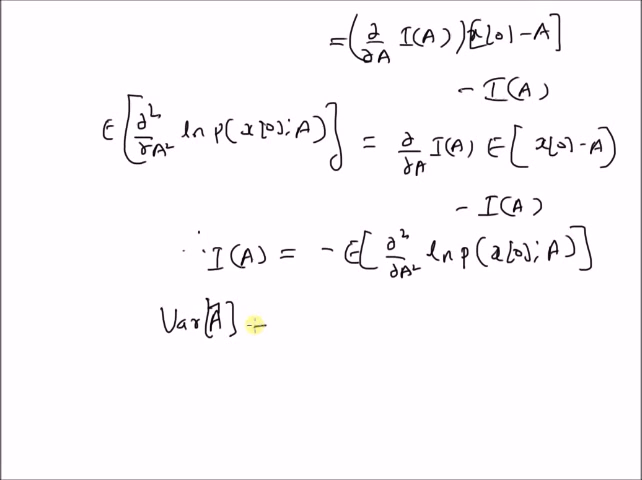 = (∂/∂A I(A)) [x[0] - A]
- I(A)
E[∂²/∂A² ln p(x[0]; A)] = ∂/∂A I(A) E[x[0] - A)
- I(A)
∴ I(A) = - E[∂²/∂A² ln p(x[0]; A)]
Var[Â] =